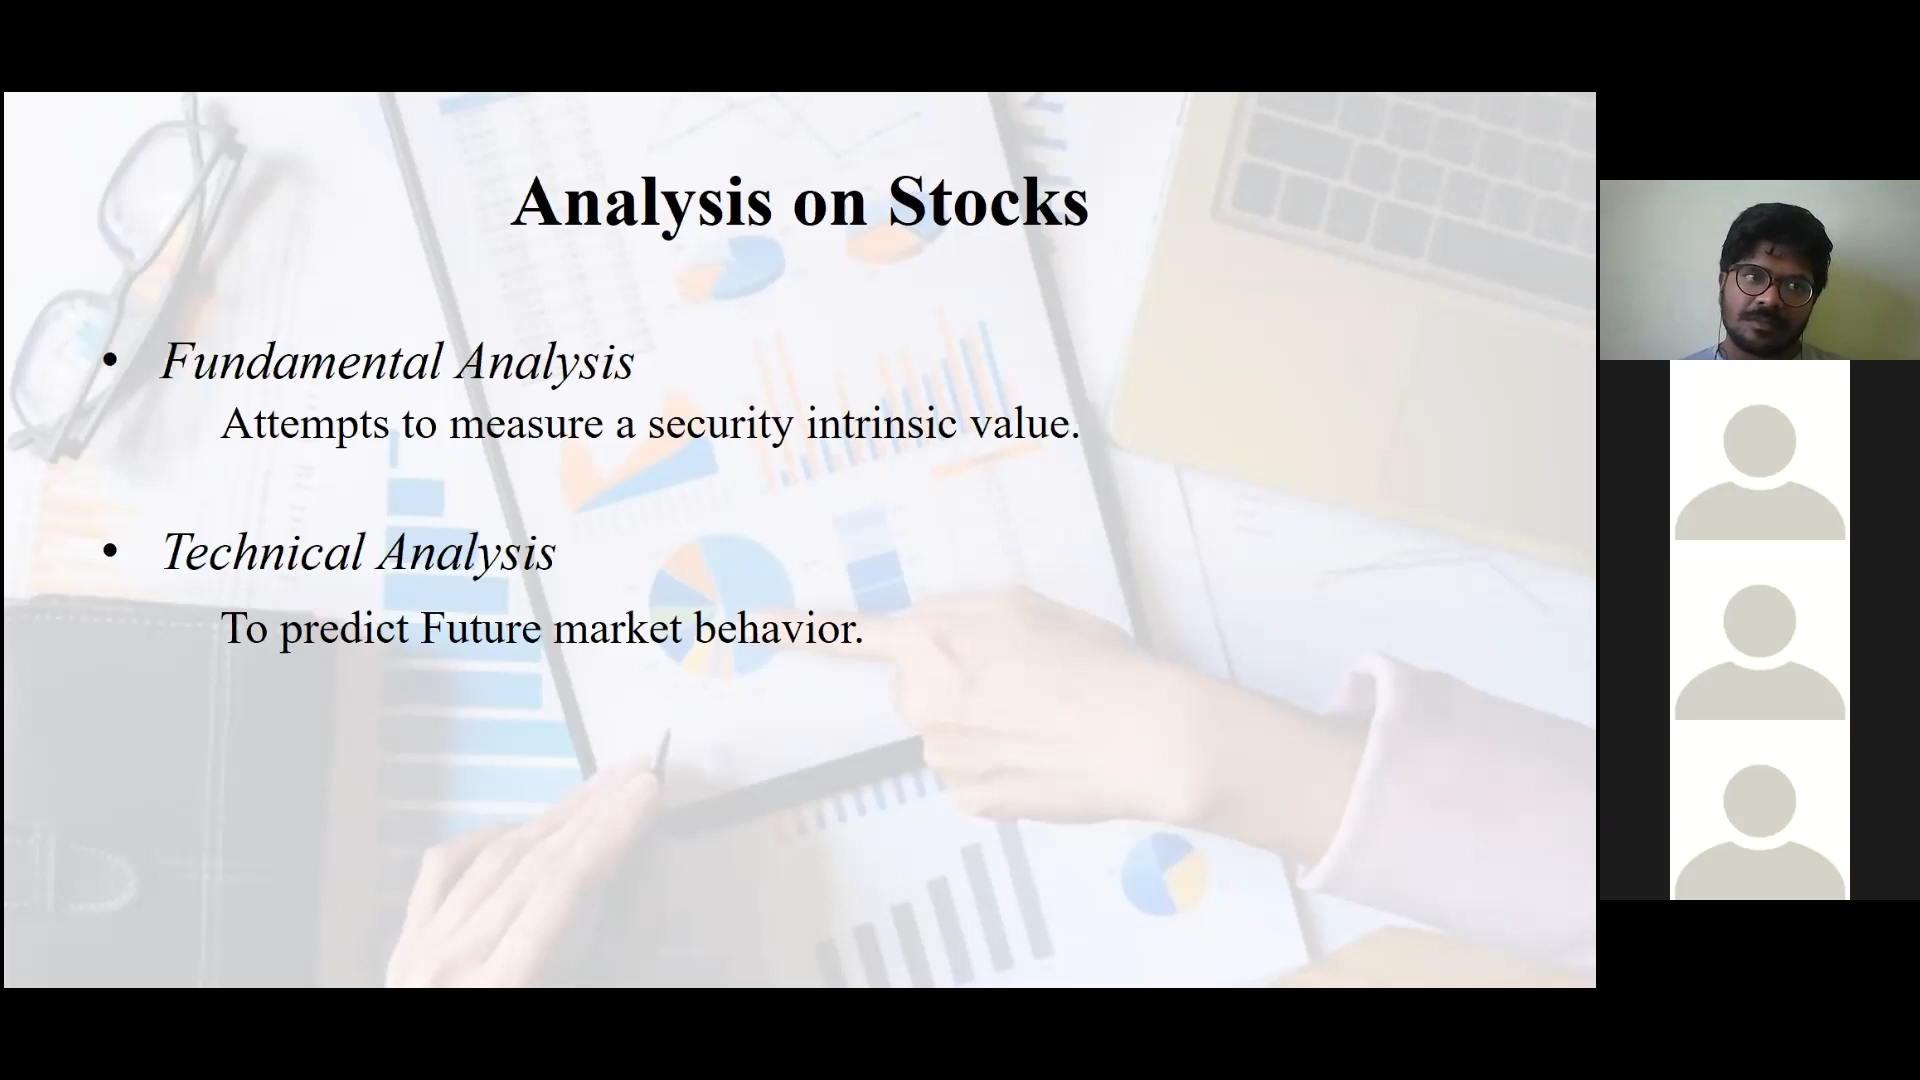 Analysis on Stocks
• Fundamental Analysis
Attempts to measure a security intrinsic value.
• Technical Analysis
To predict Future market behavior.